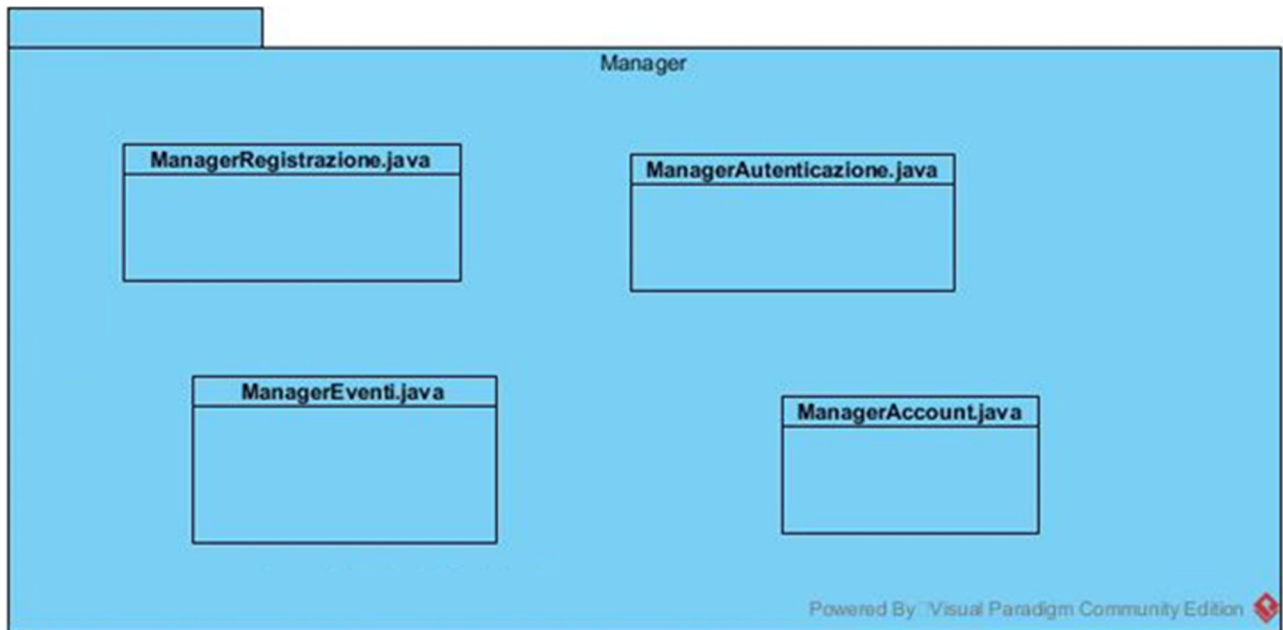 Manager
ManagerRegistrazione.java
ManagerAutenticazione.java
ManagerEventi.java
ManagerAccount.java
Powered By Visual Paradigm Community Edition